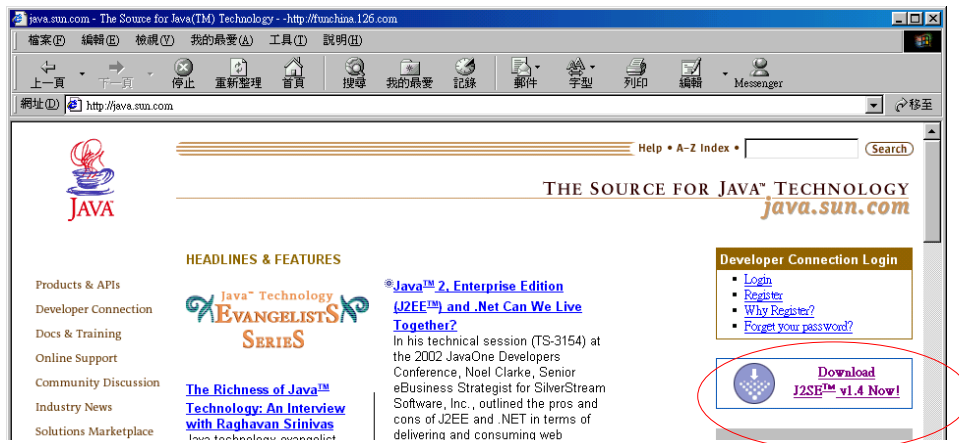 java.sun.com - The Source for Java(TM) Technology - -http://funchina.126.com
檔案(F) 編輯(E) 檢視(V) 我的最愛(A) 工具(T) 說明(H)
上一頁 下一頁 停止 重新整理 首頁 搜尋 我的最愛 記錄 郵件 字型 列印 編輯 Messenger
網址(D) http://java.sun.com 移至
Help • A-Z Index • Search
JAVA
THE SOURCE FOR JAVA™ TECHNOLOGY
java.sun.com
Products & APIs
Developer Connection
Docs & Training
Online Support
Community Discussion
Industry News
Solutions Marketplace
HEADLINES & FEATURES
Java™ Technology
EVANGELISTS
SERIES
The Richness of Java™
Technology: An Interview
with Raghavan Srinivas
Java technology evangelist
Java™ 2, Enterprise Edition
(J2EE™) and .Net Can We Live
Together?
In his technical session (TS-3154) at
the 2002 JavaOne Developers
Conference, Noel Clarke, Senior
eBusiness Strategist for SilverStream
Software, Inc., outlined the pros and
cons of J2EE and .NET in terms of
delivering and consuming web
Developer Connection Login
Login
Register
Why Register?
Forget your password?
Download
J2SE™ v1.4 Now!